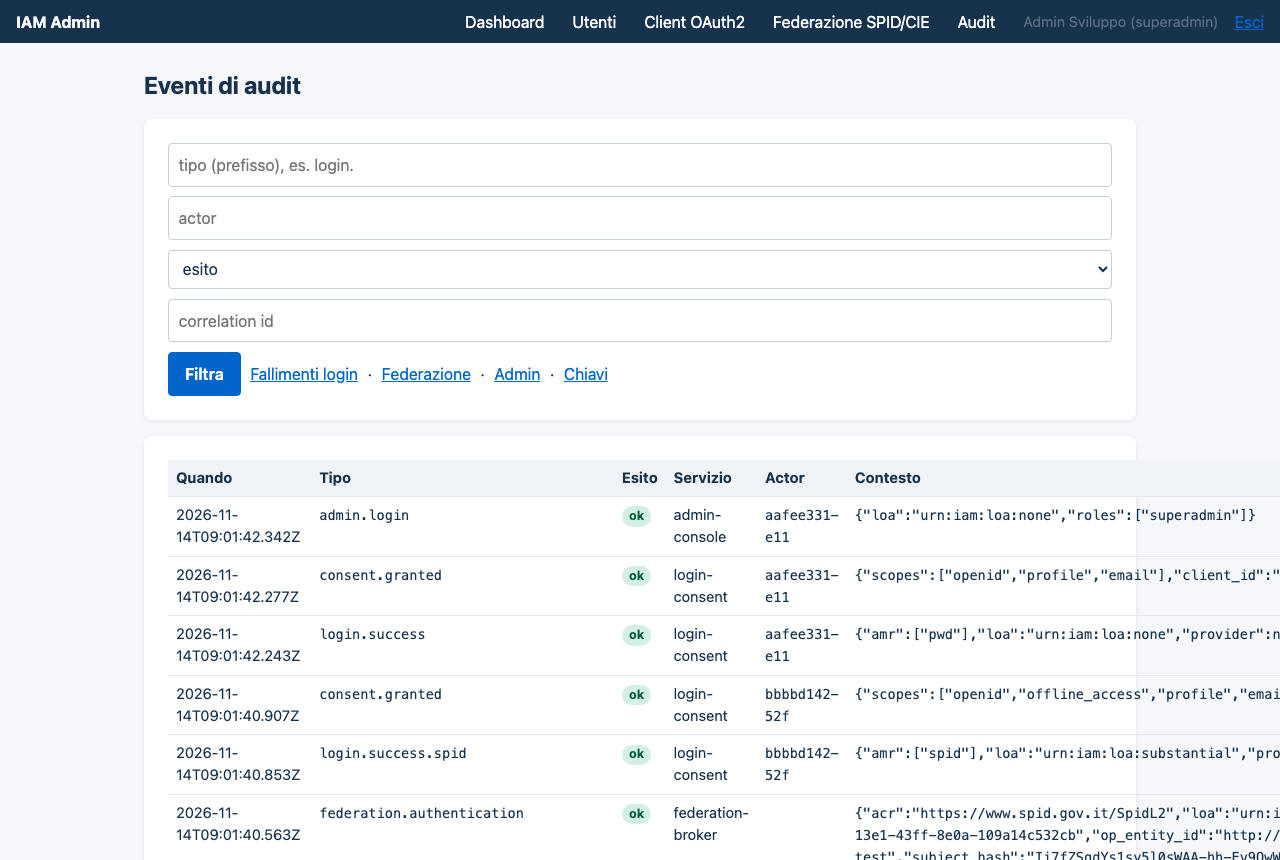 IAM Admin Dashboard Utenti Client OAuth2 Federazione SPID/CIE Audit Admin Sviluppo (superadmin) Esci
Eventi di audit
tipo (prefisso), es. login.
actor
esito
correlation id
Filtra Fallimenti login · Federazione · Admin · Chiavi
Quando Tipo Esito Servizio Actor Contesto
2026-11- admin.login ok admin- aafee331- {"loa":"urn:iam:loa:none","roles":["superadmin"]}
14T09:01:42.342Z console e11
2026-11- consent.granted ok login- aafee331- {"scopes":["openid","profile","email"],"client_id":"
14T09:01:42.277Z consent e11
2026-11- login.success ok login- aafee331- {"amr":["pwd"],"loa":"urn:iam:loa:none","provider":n
14T09:01:42.243Z consent e11
2026-11- consent.granted ok login- bbbbd142- {"scopes":["openid","offline_access","profile","emai
14T09:01:40.907Z consent 52f
2026-11- login.success.spid ok login- bbbbd142- {"amr":["spid"],"loa":"urn:iam:loa:substantial","pro
14T09:01:40.853Z consent 52f
2026-11- federation.authentication ok federation- {"acr":"https://www.spid.gov.it/SpidL2","loa":"urn:i
14T09:01:40.563Z broker 13e1-43ff-8e0a-109a14c532cb","op_entity_id":"http://